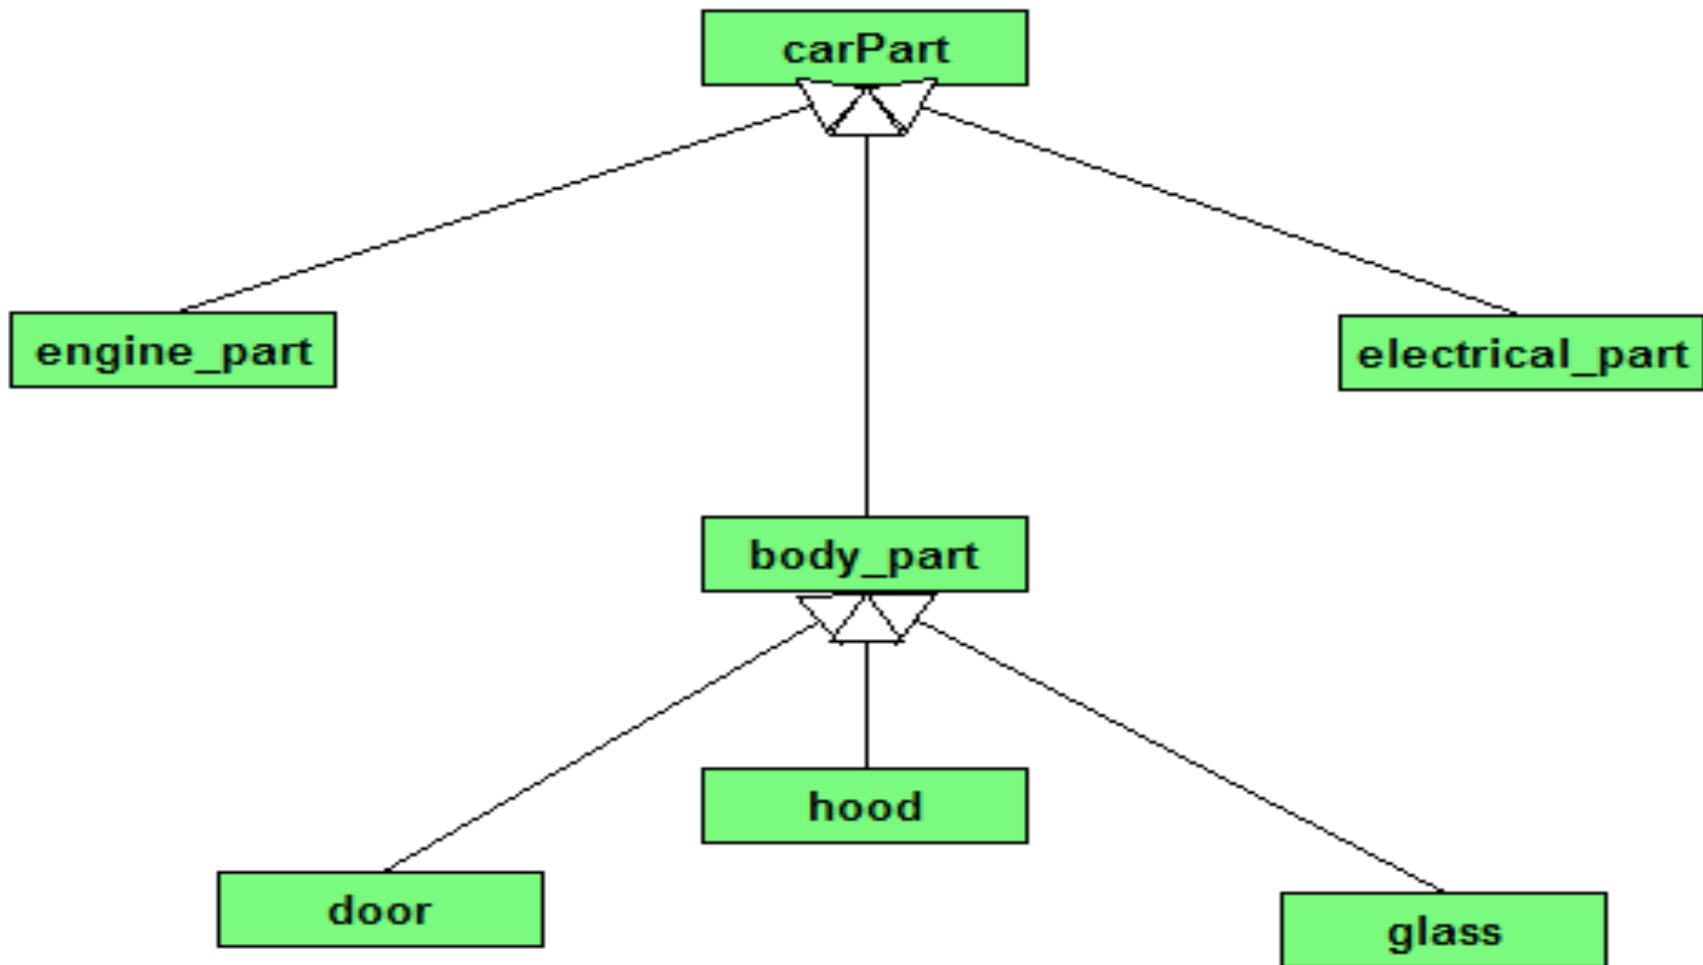 carPart
engine_part
electrical_part
body_part
hood
door
glass